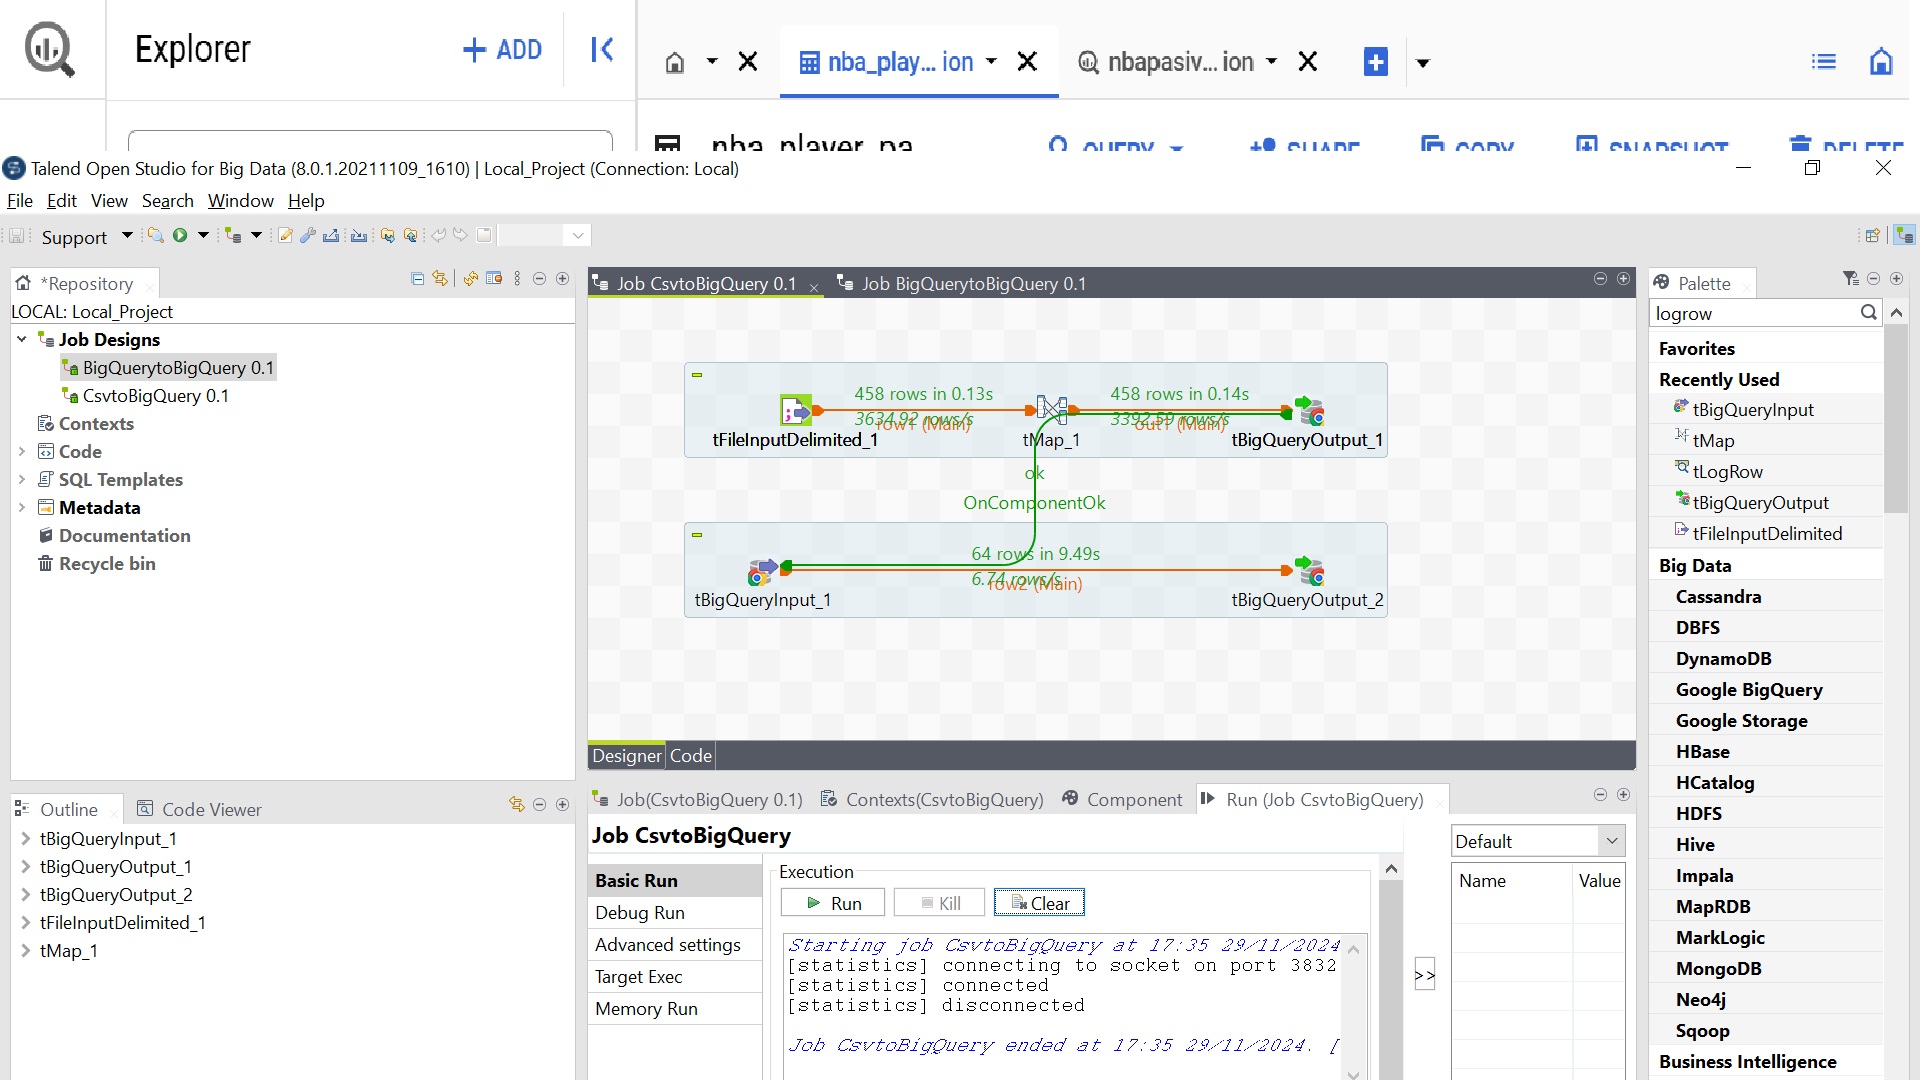 Explorer
+ ADD
nba_play... ion
nbapasiv... ion
nba_player_pa
QUERY
SHARE
COPY
SNAPSHOT
DELETE
Talend Open Studio for Big Data (8.0.1.20211109_1610) | Local_Project (Connection: Local)
File Edit View Search Window Help
Support
*Repository
LOCAL: Local_Project
Job Designs
BigQuerytoBigQuery 0.1
CsvtoBigQuery 0.1
Contexts
Code
SQL Templates
Metadata
Documentation
Recycle bin
Outline
Code Viewer
tBigQueryInput_1
tBigQueryOutput_1
tBigQueryOutput_2
tFileInputDelimited_1
tMap_1
Job CsvtoBigQuery 0.1
Job BigQuerytoBigQuery 0.1
458 rows in 0.13s
3634.92 rows/s
row1 (Main)
458 rows in 0.14s
3392.59 rows/s
out1 (Main)
tFileInputDelimited_1
tMap_1
tBigQueryOutput_1
ok
OnComponentOk
64 rows in 9.49s
6.74 rows/s
row2 (Main)
tBigQueryInput_1
tBigQueryOutput_2
Designer
Code
Job(CsvtoBigQuery 0.1)
Contexts(CsvtoBigQuery)
Component
Run (Job CsvtoBigQuery)
Job CsvtoBigQuery
Basic Run
Debug Run
Advanced settings
Target Exec
Memory Run
Execution
Run
Kill
Clear
Starting job CsvtoBigQuery at 17:35 29/11/2024
[statistics] connecting to socket on port 3832
[statistics] connected
[statistics] disconnected
Job CsvtoBigQuery ended at 17:35 29/11/2024. [
>>
Default
Name
Value
Palette
logrow
Favorites
Recently Used
tBigQueryInput
tMap
tLogRow
tBigQueryOutput
tFileInputDelimited
Big Data
Cassandra
DBFS
DynamoDB
Google BigQuery
Google Storage
HBase
HCatalog
HDFS
Hive
Impala
MapRDB
MarkLogic
MongoDB
Neo4j
Sqoop
Business Intelligence